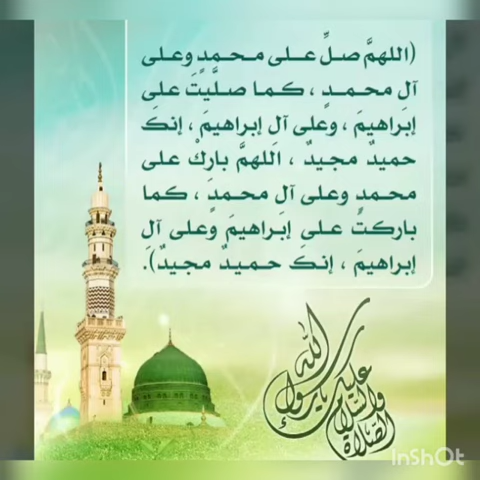 (اللهمَّ صلِّ على محمدٍ وعلى
آلِ محمدٍ ، كما صلَّيتَ على
إبراهيمَ ، وعلى آلِ إبراهيمَ ، إنكَ
حميدٌ مجيدٌ ، اللهمَّ باركْ على
محمدٍ وعلى آلِ محمدٍ ، كما
باركتَ على إبراهيمَ وعلى آلِ
إبراهيمَ ، إنكَ حميدٌ مجيدٌ).
الصلاة والسلام عليك يا رسول الله
InShOt